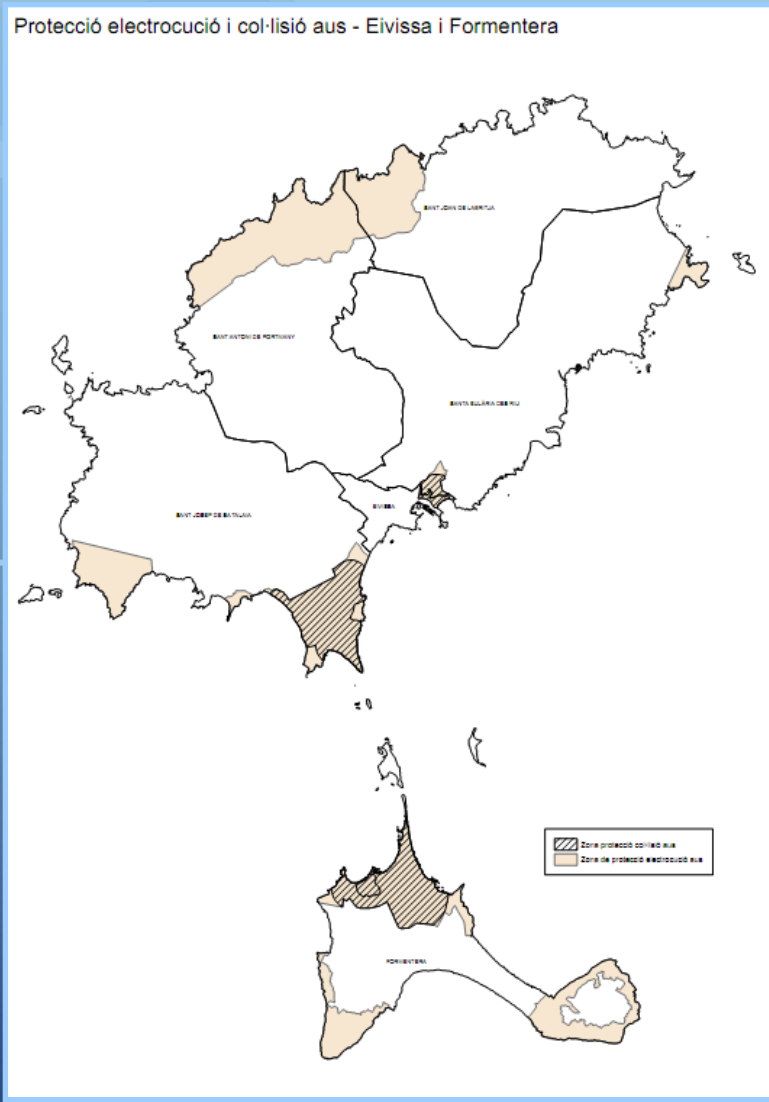 Protecció electrocució i col·lisió aus - Eivissa i Formentera
SANT JOAN DE LABRITJA
SANT ANTONI DE PORTMANY
SANTA EULÀRIA DES RIU
EIVISSA
SANT JOSEP DE SA TALAIA
Zona protecció col·lisió aus
Zona de protecció electrocució aus
FORMENTERA